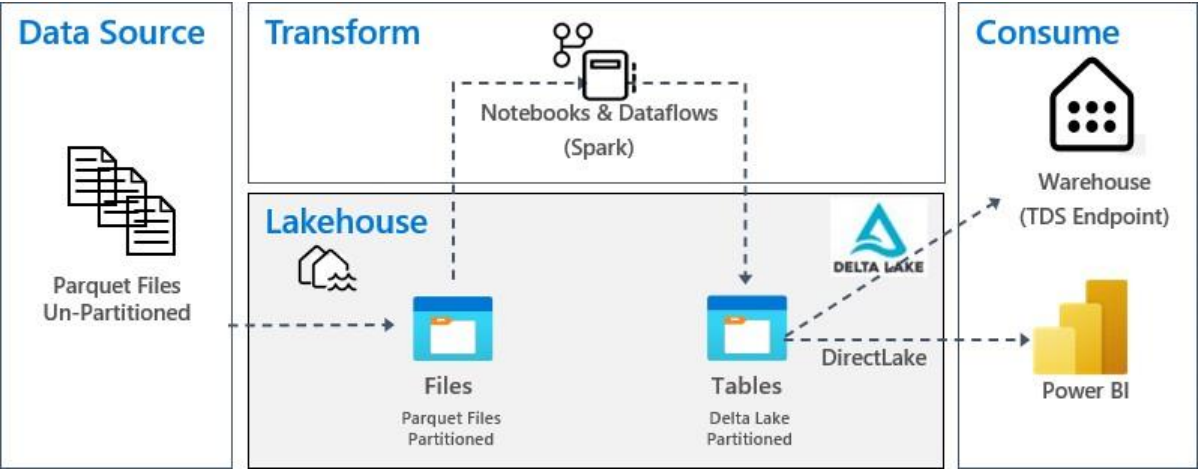 Data Source
Parquet Files
Un-Partitioned
Transform
Notebooks & Dataflows
(Spark)
Lakehouse
DELTA LAKE
Files
Parquet Files
Partitioned
Tables
Delta Lake
Partitioned
DirectLake
Consume
Warehouse
(TDS Endpoint)
Power BI